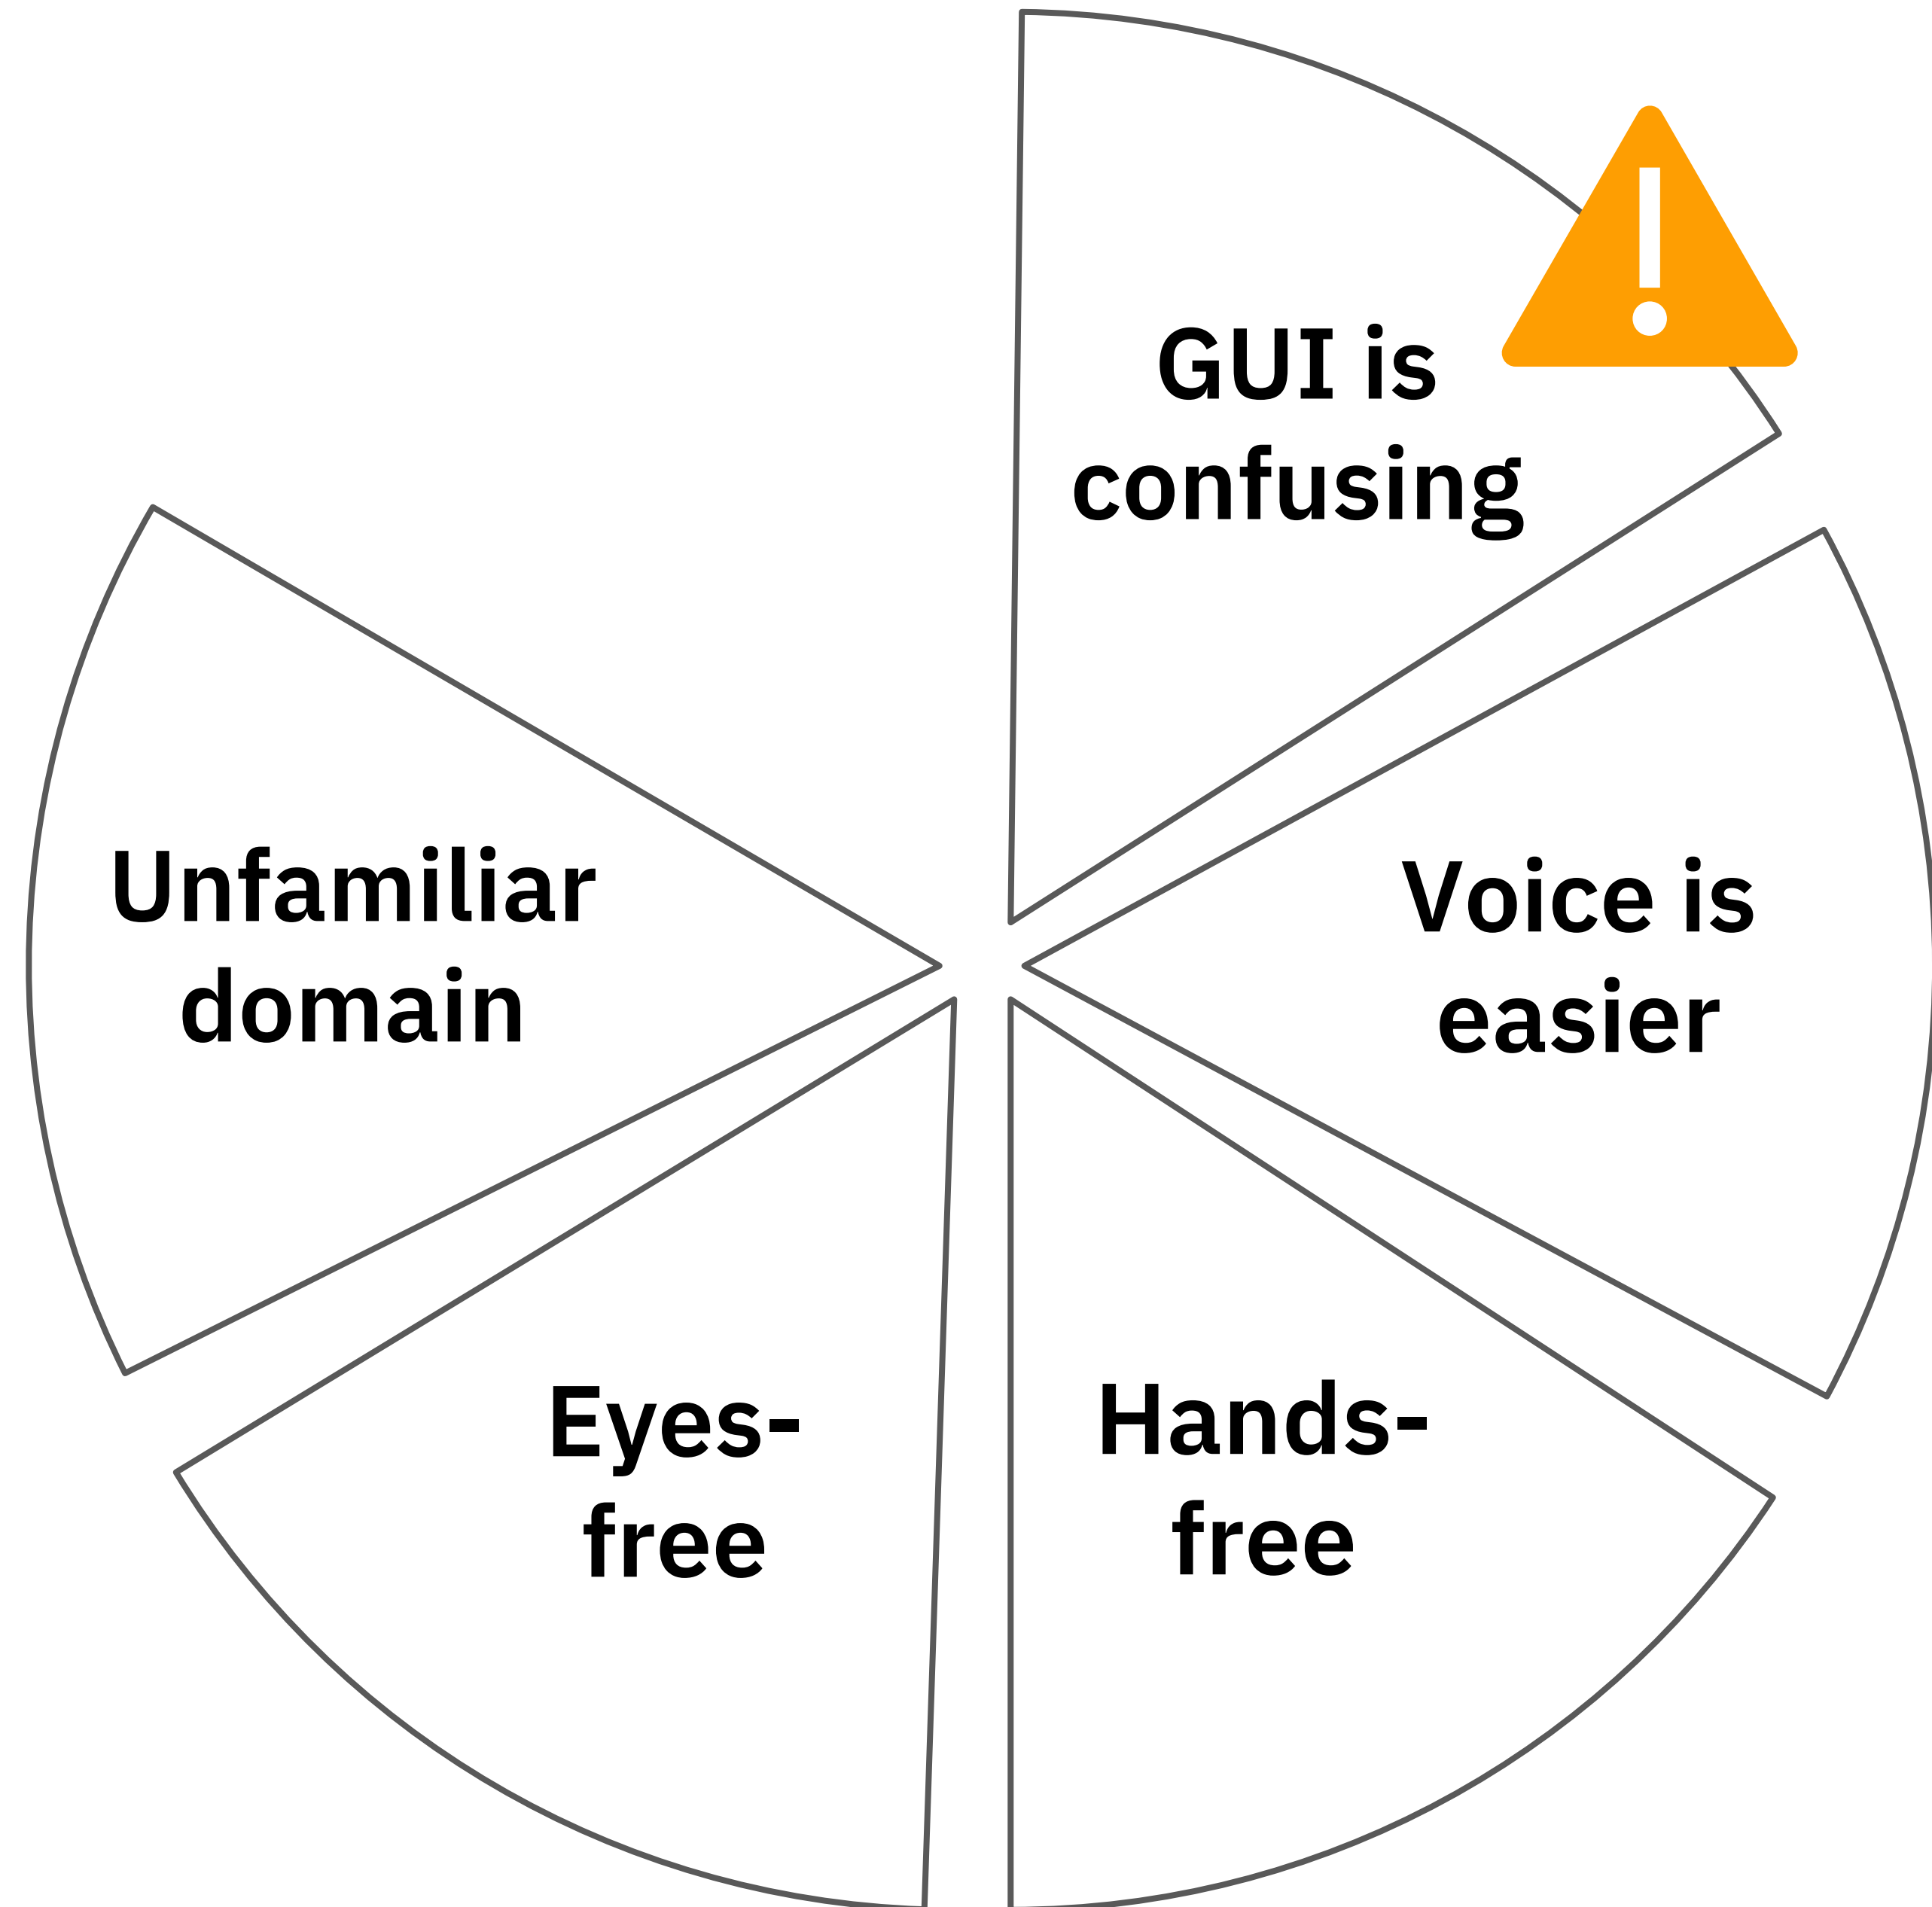 GUI is
confusing
Voice is
easier
Hands-
free
Eyes-
free
Unfamiliar
domain